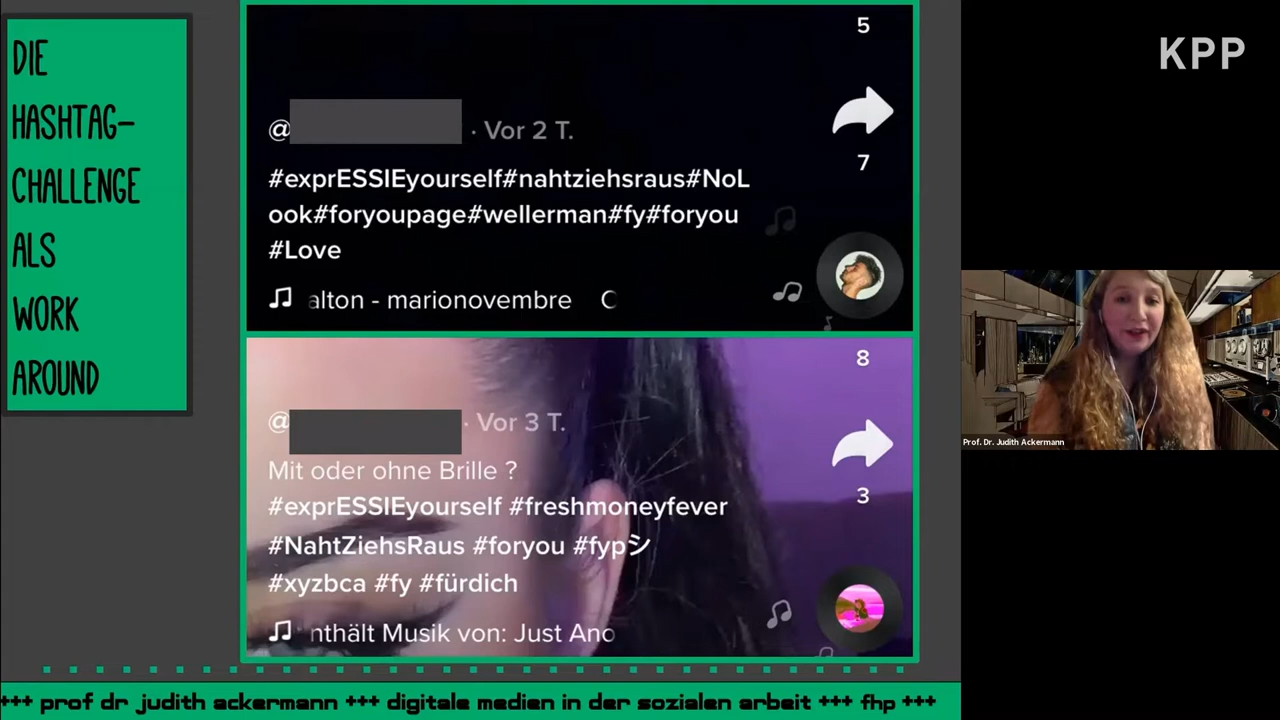 DIE
HASHTAG-
CHALLENGE
ALS
WORK
AROUND
5
@ · Vor 2 T.
7
#exprESSIEyourself#nahtziehsraus#NoL
ook#foryoupage#wellerman#fy#foryou
#Love
alton - marionovembre C
8
@ · Vor 3 T.
Mit oder ohne Brille ?
3
#exprESSIEyourself #freshmoneyfever
#NahtZiehsRaus #foryou #fypシ
#xyzbca #fy #fürdich
nthält Musik von: Just Ano
+++ prof dr judith ackermann +++ digitale medien in der sozialen arbeit +++ fhp +++
KPP
Prof. Dr. Judith Ackermann